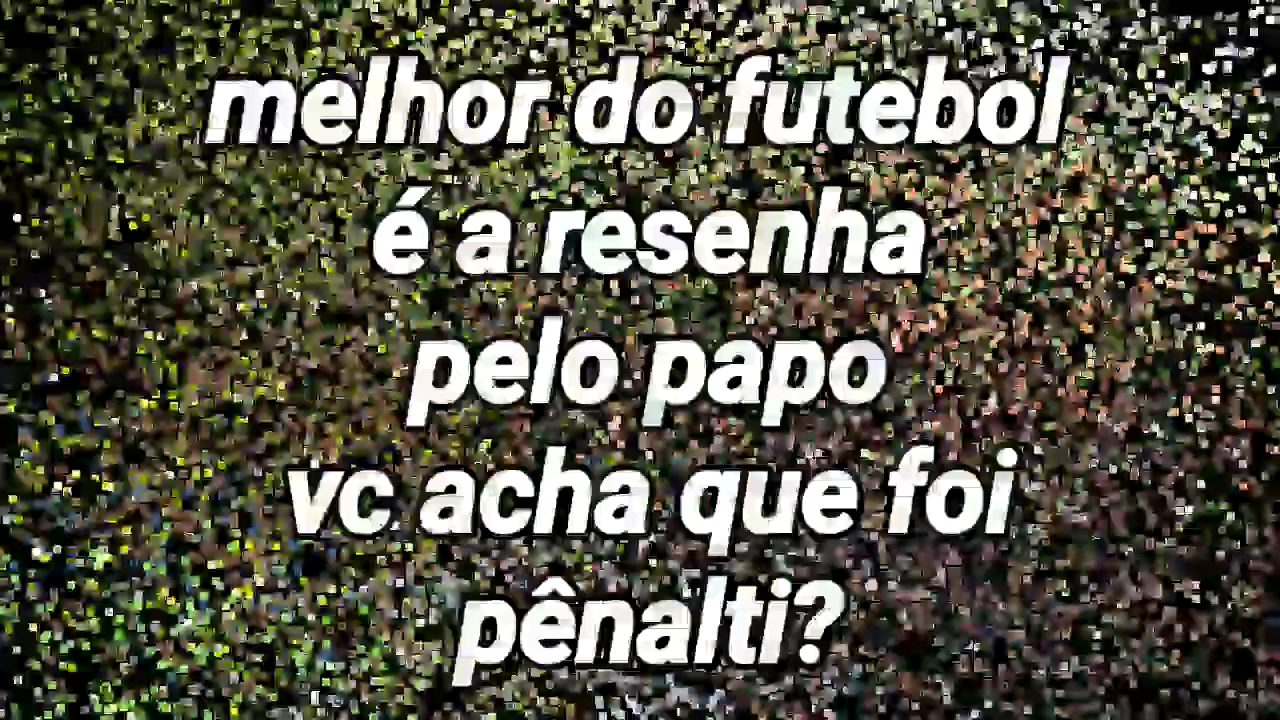 melhor do futebol
é a resenha
pelo papo
vc acha que foi
pênalti?